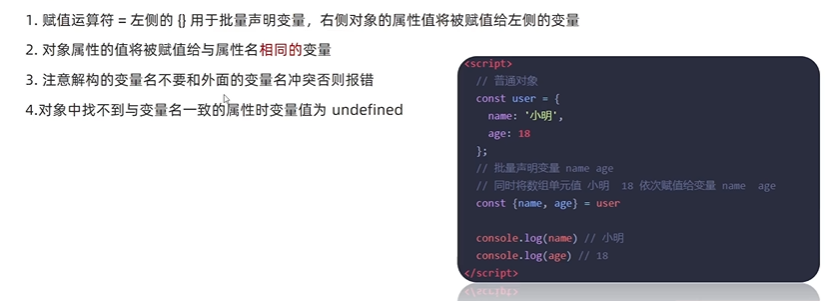 1. 赋值运算符 = 左侧的 {} 用于批量声明变量，右侧对象的属性值将被赋值给左侧的变量
2. 对象属性的值将被赋值给与属性名相同的变量
3. 注意解构的变量名不要和外面的变量名冲突否则报错
4.对象中找不到与变量名一致的属性时变量值为 undefined
<script>
// 普通对象
const user = {
name: '小明',
age: 18
};
// 批量声明变量 name age
// 同时将数组单元值 小明  18 依次赋值给变量 name  age
const {name, age} = user
console.log(name) // 小明
console.log(age) // 18
</script>